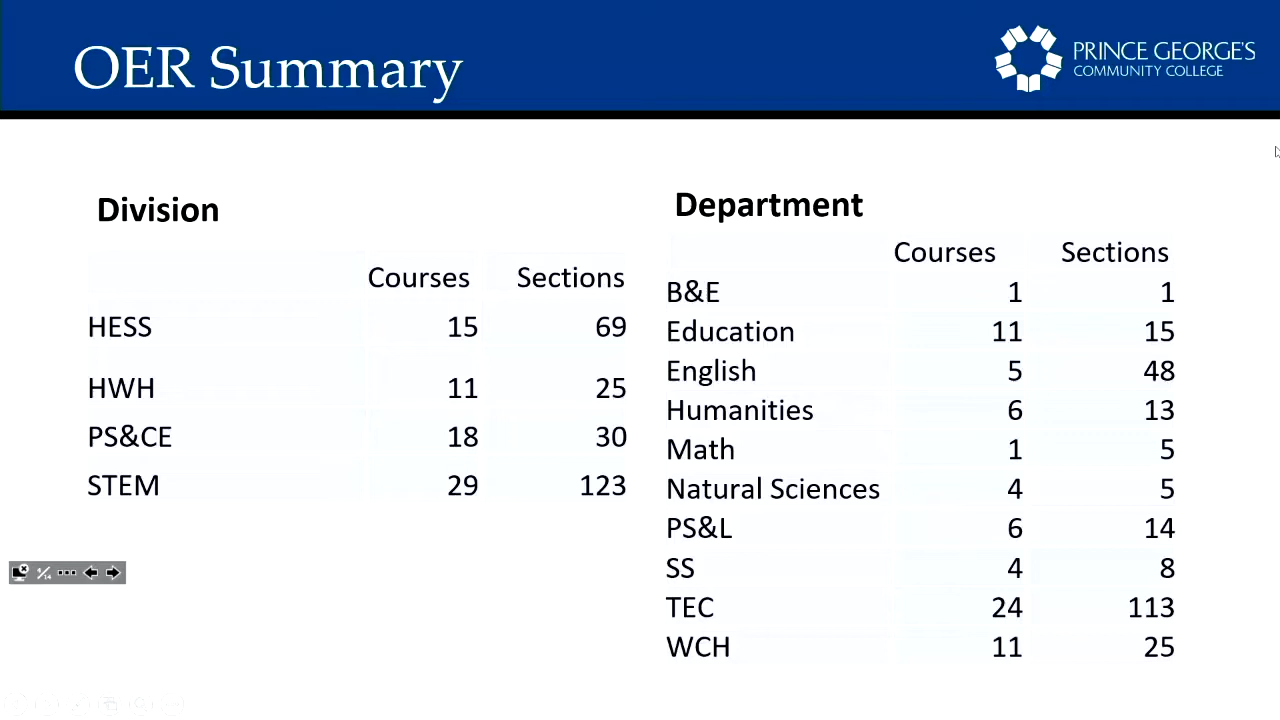 OER Summary
PRINCE GEORGE'S
COMMUNITY COLLEGE
Division
Courses Sections
HESS 15 69
HWH 11 25
PS&CE 18 30
STEM 29 123
Department
Courses Sections
B&E 1 1
Education 11 15
English 5 48
Humanities 6 13
Math 1 5
Natural Sciences 4 5
PS&L 6 14
SS 4 8
TEC 24 113
WCH 11 25